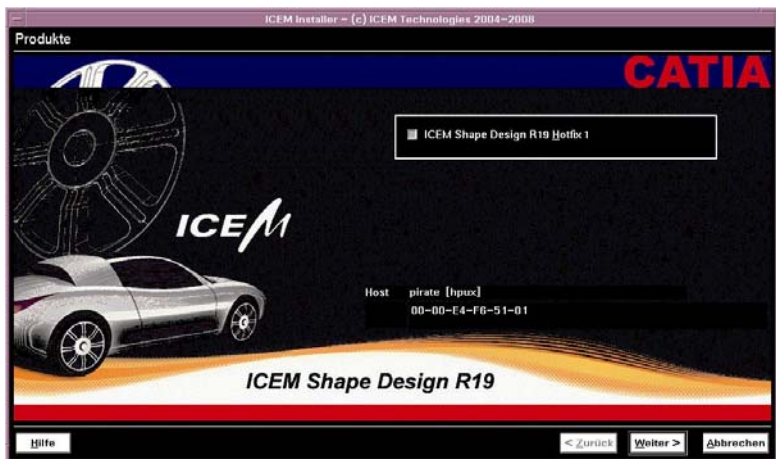 ICEM Installer - (c) ICEM Technologies 2004-2008
Produkte
CATIA
ICEM Shape Design R19 Hotfix 1
ICEM
Host pirate [hpux]
00-00-E4-F6-51-01
ICEM Shape Design R19
Hilfe
< Zurück
Weiter >
Abbrechen